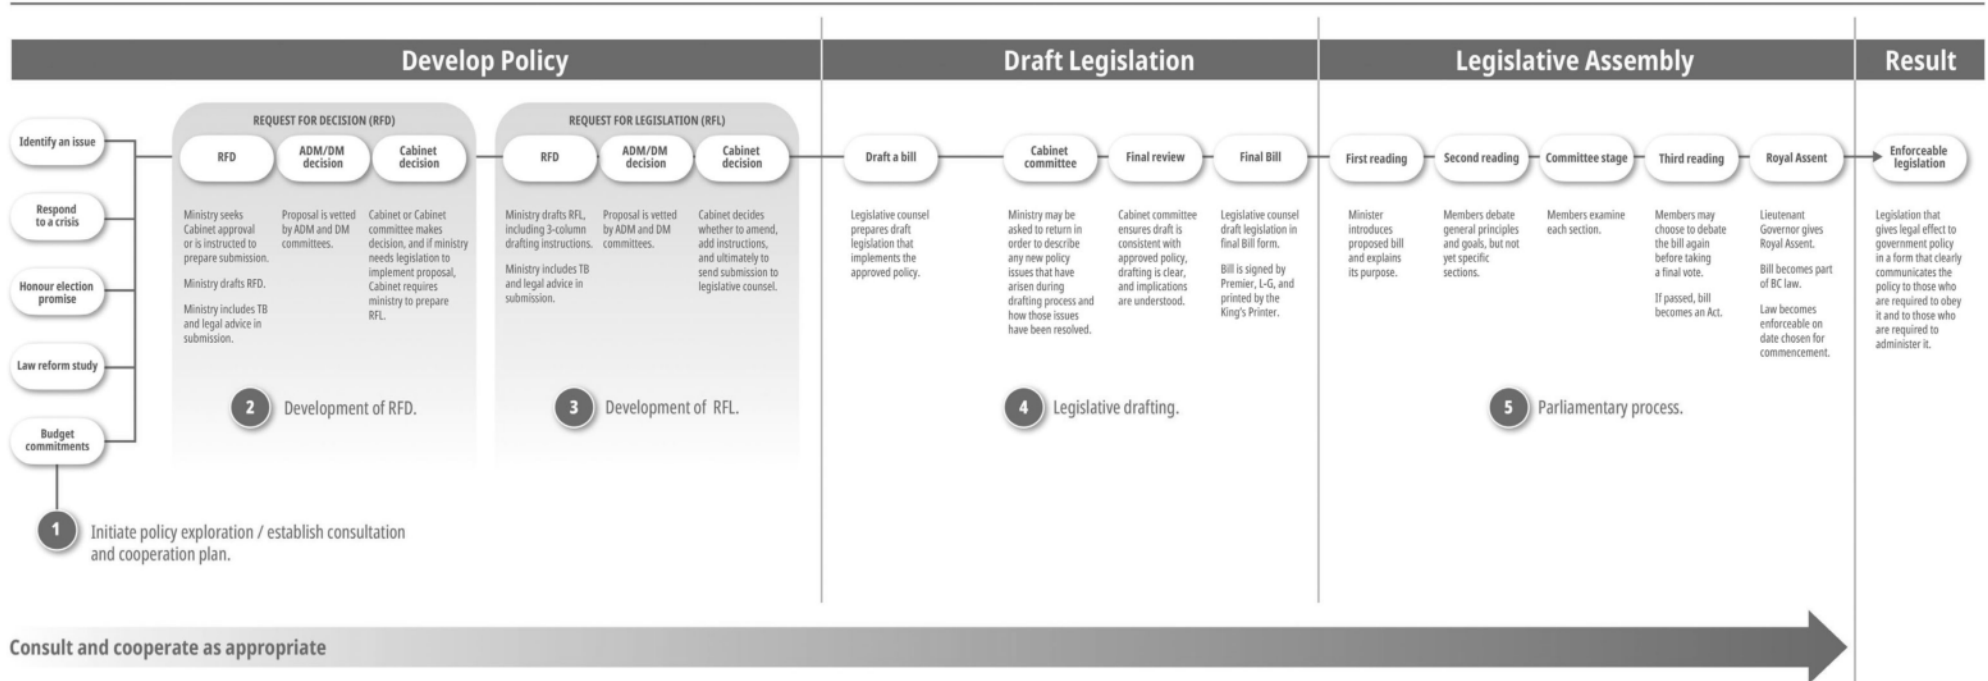 Develop Policy
Draft Legislation
Legislative Assembly
Result
Identify an issue
Respond
to a crisis
Honour election
promise
Law reform study
Budget
commitments
1
Initiate policy exploration / establish consultation
and cooperation plan.
REQUEST FOR DECISION (RFD)
RFD
Ministry seeks
Cabinet approval
or is instructed to
prepare submission.
Ministry drafts RFD.
Ministry includes TB
and legal advice in
submission.
ADM/DM
decision
Proposal is vetted
by ADM and DM
committees.
Cabinet
decision
Cabinet or Cabinet
committee makes
decision, and if ministry
needs legislation to
implement proposal,
Cabinet requires
ministry to prepare
RFL.
2
Development of RFD.
REQUEST FOR LEGISLATION (RFL)
RFD
Ministry drafts RFL,
including 3-column
drafting instructions.
Ministry includes TB
and legal advice in
submission.
ADM/DM
decision
Proposal is vetted
by ADM and DM
committees.
Cabinet
decision
Cabinet decides
whether to amend,
add instructions,
and ultimately to
send submission to
legislative counsel.
3
Development of RFL.
Draft a bill
Legislative counsel
prepares draft
legislation that
implements the
approved policy.
Cabinet
committee
Ministry may be
asked to return in
order to describe
any new policy
issues that have
arisen during
drafting process and
how those issues
have been resolved.
Final review
Cabinet committee
ensures draft is
consistent with
approved policy,
drafting is clear,
and implications
are understood.
Final Bill
Legislative counsel
draft legislation in
final Bill form.
Bill is signed by
Premier, L-G, and
printed by the
King's Printer.
4
Legislative drafting.
First reading
Minister
introduces
proposed bill
and explains
its purpose.
Second reading
Members debate
general principles
and goals, but not
yet specific
sections.
Committee stage
Members examine
each section.
Third reading
Members may
choose to debate
the bill again
before taking
a final vote.
If passed, bill
becomes an Act.
Royal Assent
Lieutenant
Governor gives
Royal Assent.
Bill becomes part
of BC law.
Law becomes
enforceable on
date chosen for
commencement.
5
Parliamentary process.
Enforceable
legislation
Legislation that
gives legal effect to
government policy
in a form that clearly
communicates the
policy to those who
are required to obey
it and to those who
are required to
administer it.
Consult and cooperate as appropriate